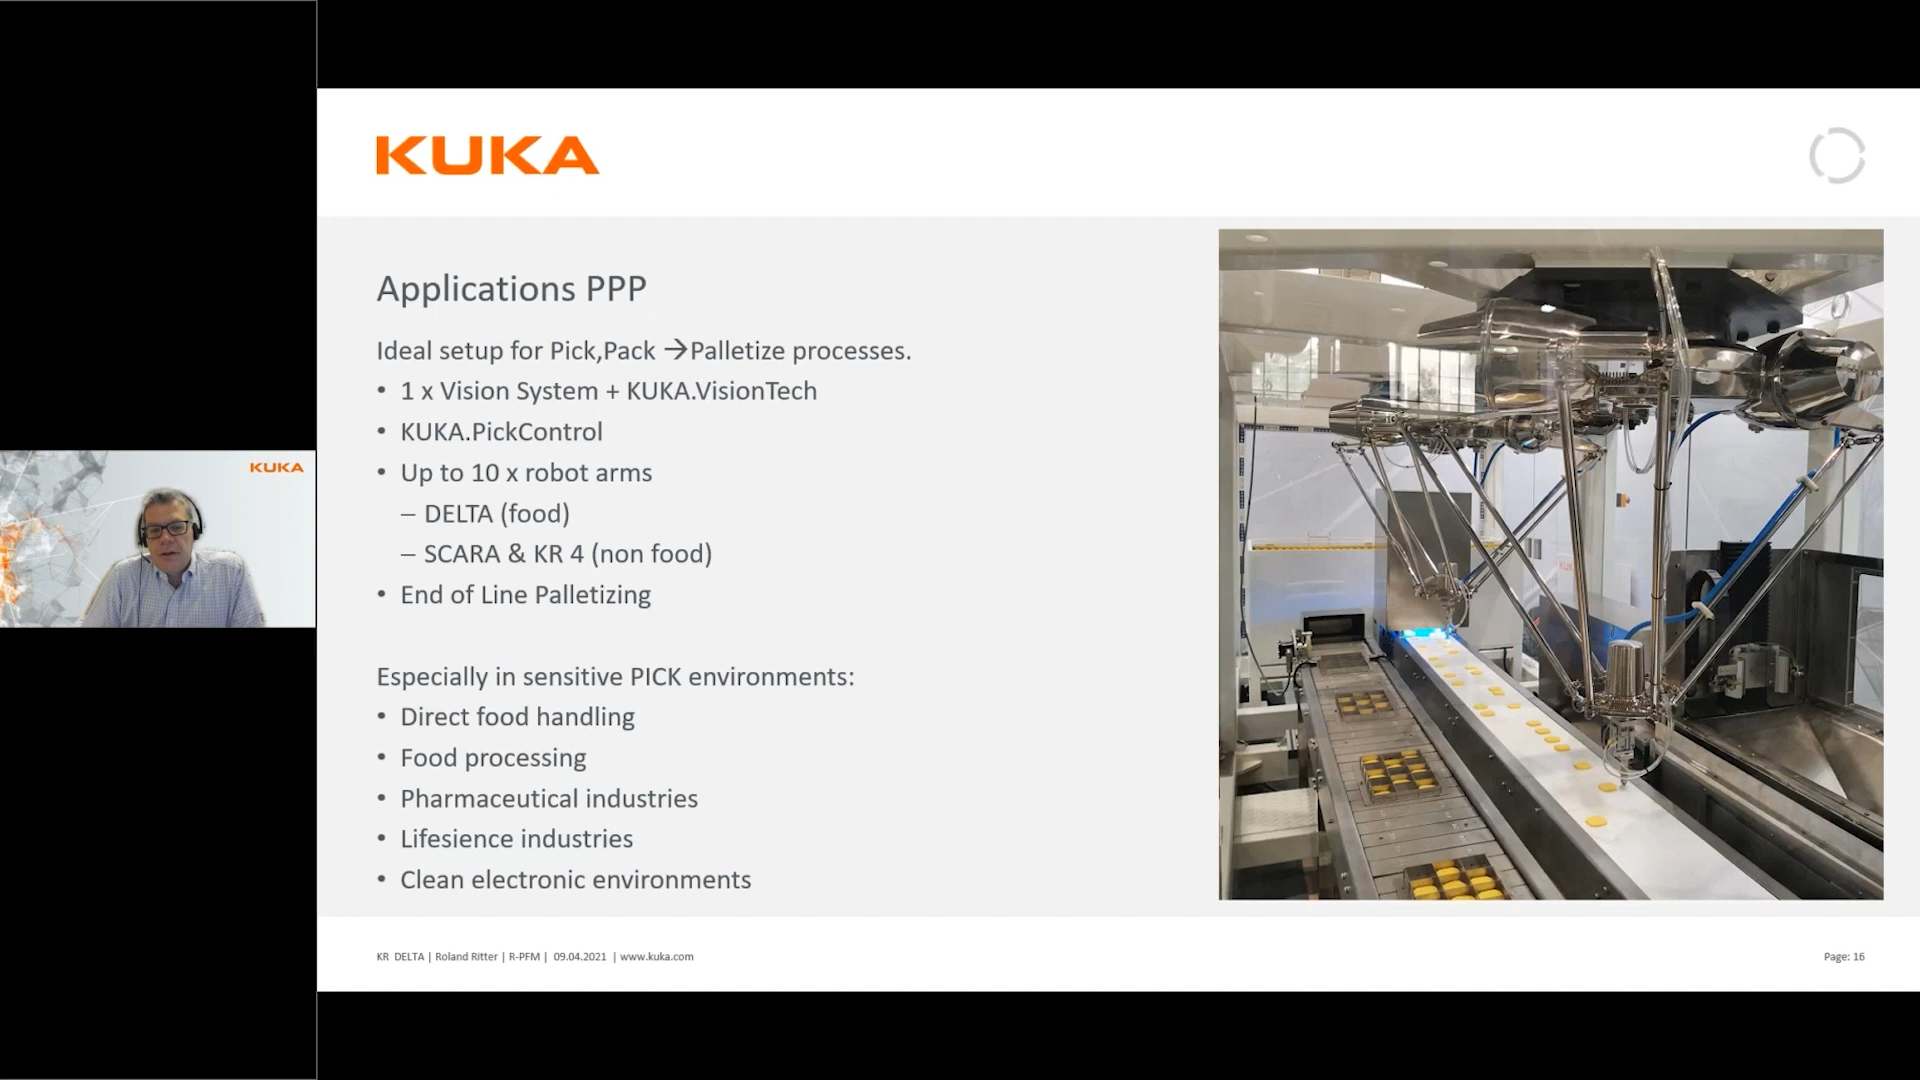 KUKA
KUKA
Applications PPP
Ideal setup for Pick,Pack →Palletize processes.
• 1 x Vision System + KUKA.VisionTech
• KUKA.PickControl
• Up to 10 x robot arms
– DELTA (food)
– SCARA & KR 4 (non food)
• End of Line Palletizing
Especially in sensitive PICK environments:
• Direct food handling
• Food processing
• Pharmaceutical industries
• Lifesience industries
• Clean electronic environments
KR DELTA | Roland Ritter | R-PFM | 09.04.2021 | www.kuka.com
Page: 16